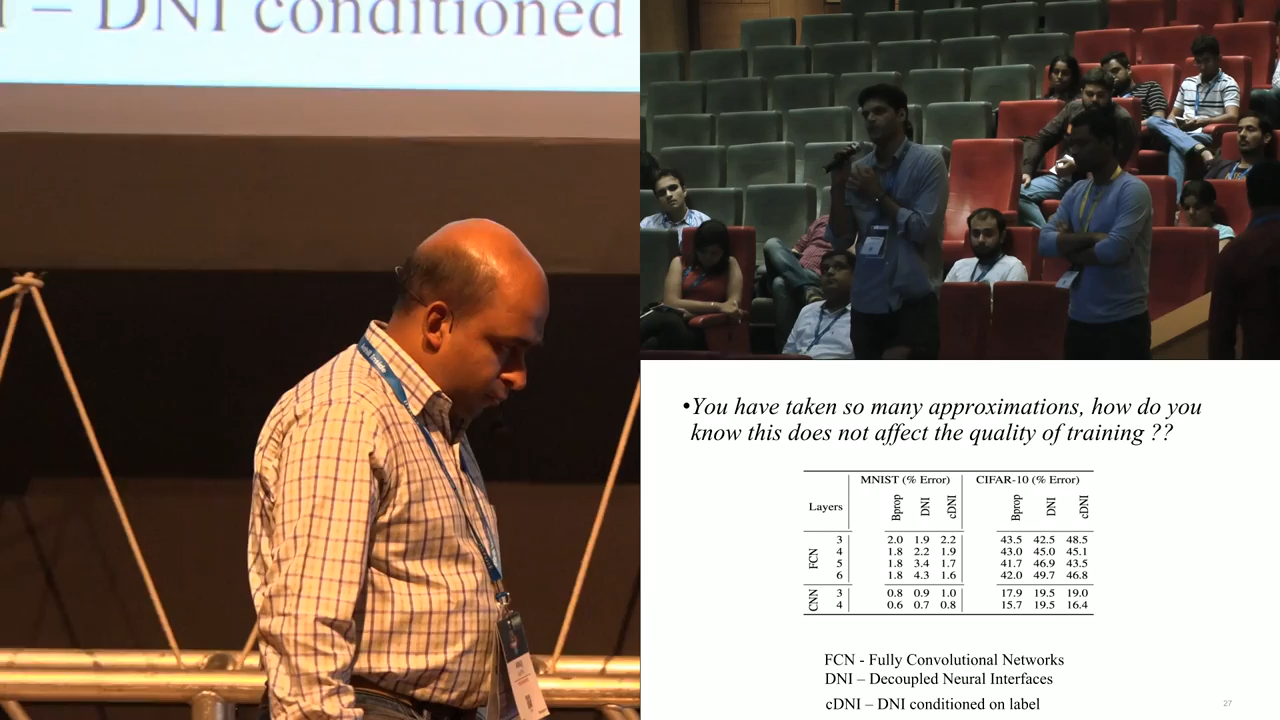 – DNI conditioned
•You have taken so many approximations, how do you
know this does not affect the quality of training ??
MNIST (% Error) CIFAR-10 (% Error)
Layers Bprop DNI cDNI Bprop DNI cDNI
FCN
3 2.0 1.9 2.2 43.5 42.5 48.5
4 1.8 2.2 1.9 43.0 45.0 45.1
5 1.8 3.4 1.7 41.7 46.9 43.5
6 1.8 4.3 1.6 42.0 49.7 46.8
CNN
3 0.8 0.9 1.0 17.9 19.5 19.0
4 0.6 0.7 0.8 15.7 19.5 16.4
FCN - Fully Convolutional Networks
DNI – Decoupled Neural Interfaces
cDNI – DNI conditioned on label
27